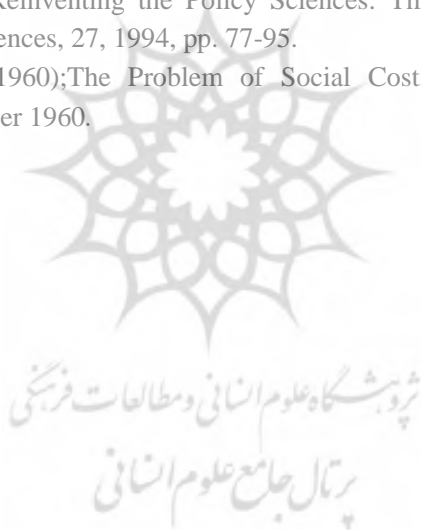 Reinventing the Policy Sciences: Th
ences, 27, 1994, pp. 77-95.
1960);The Problem of Social Cost
er 1960.
پژوهشگاه علوم انسانی و مطالعات فرهنگی
پرتال جامع علوم انسانی